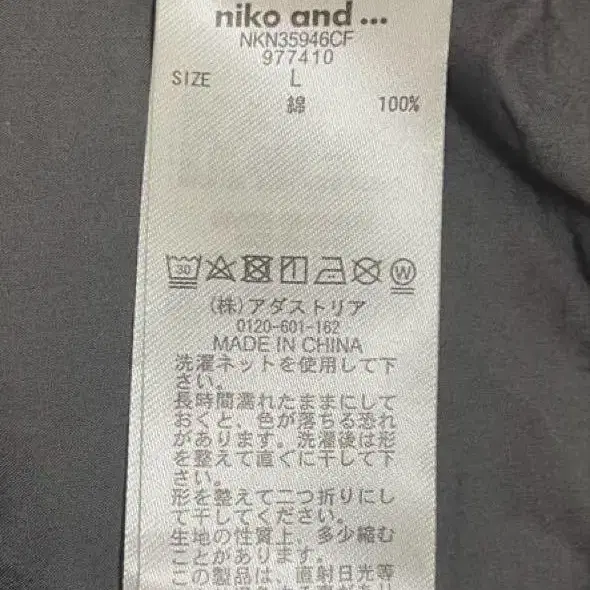 niko and ...
NKN35946CF
977410
SIZE L
綿 100%
30
W
(株)アダストリア
0120-601-162
MADE IN CHINA
洗濯ネットを使用して下
さい。
長時間濡れたままにして
おくと、色が落ちる恐れ
があります。洗濯後は形
を整えて直ぐに干して下
さい。
形を整えて二つ折りにし
て干してください。
生地の性質上、多少縮む
ことがあります。
この製品は、直射日光等